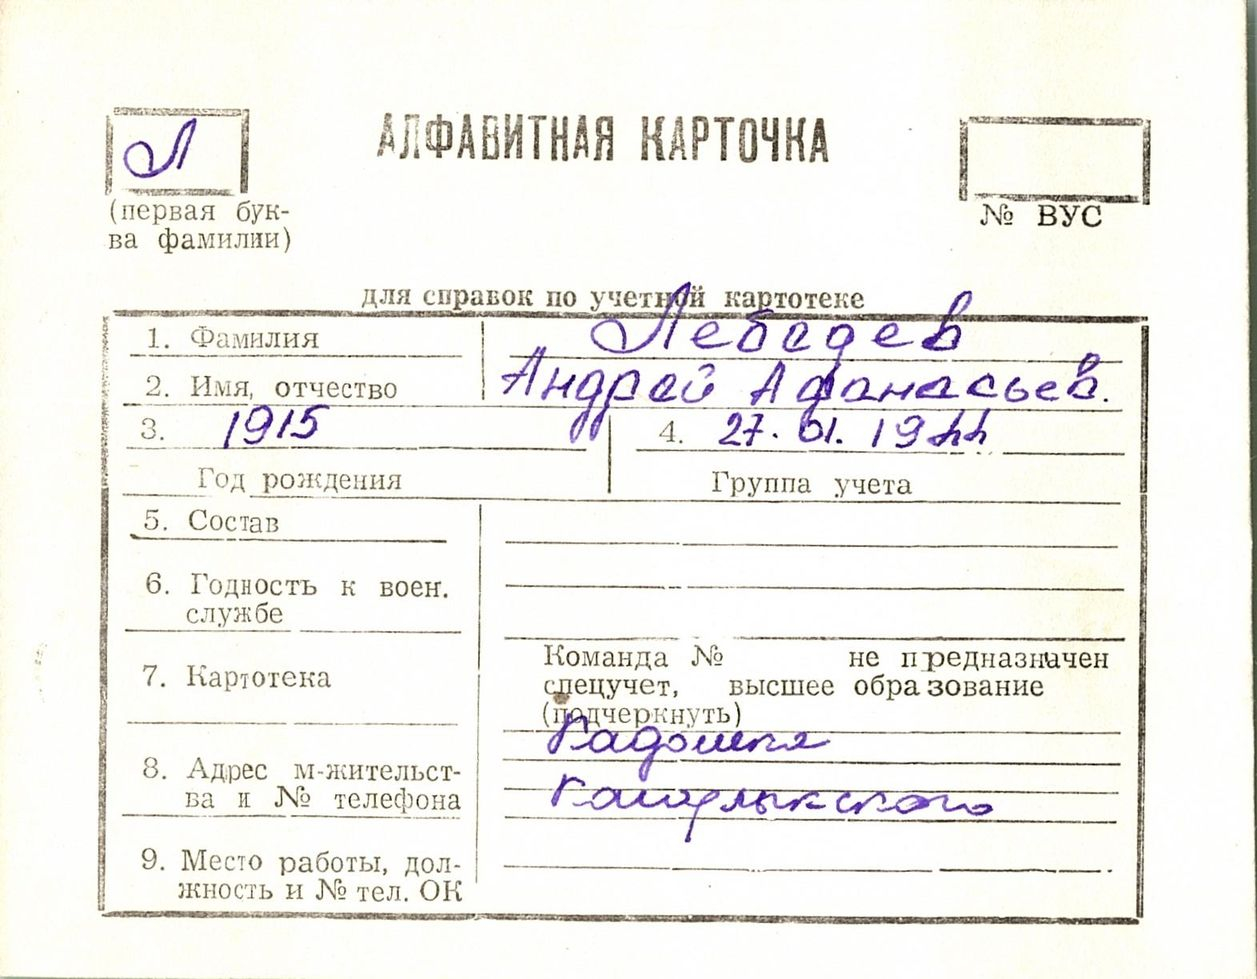 Л
АЛФАВИТНАЯ КАРТОЧКА
(первая бук-
ва фамилии)
№ ВУС
для справок по учетной картотеке
1. Фамилия Лебедев
2. Имя, отчество Андрей Афанасьев.
3. 1915 4. 27.01.1944
Год рождения Группа учета
5. Состав
6. Годность к воен.
службе
Команда № не предназначен
7. Картотека
спецучет, высшее образование
(подчеркнуть)
8. Адрес м-жительст-
ва и № телефона
9. Место работы, дол-
жность и № тел. ОК